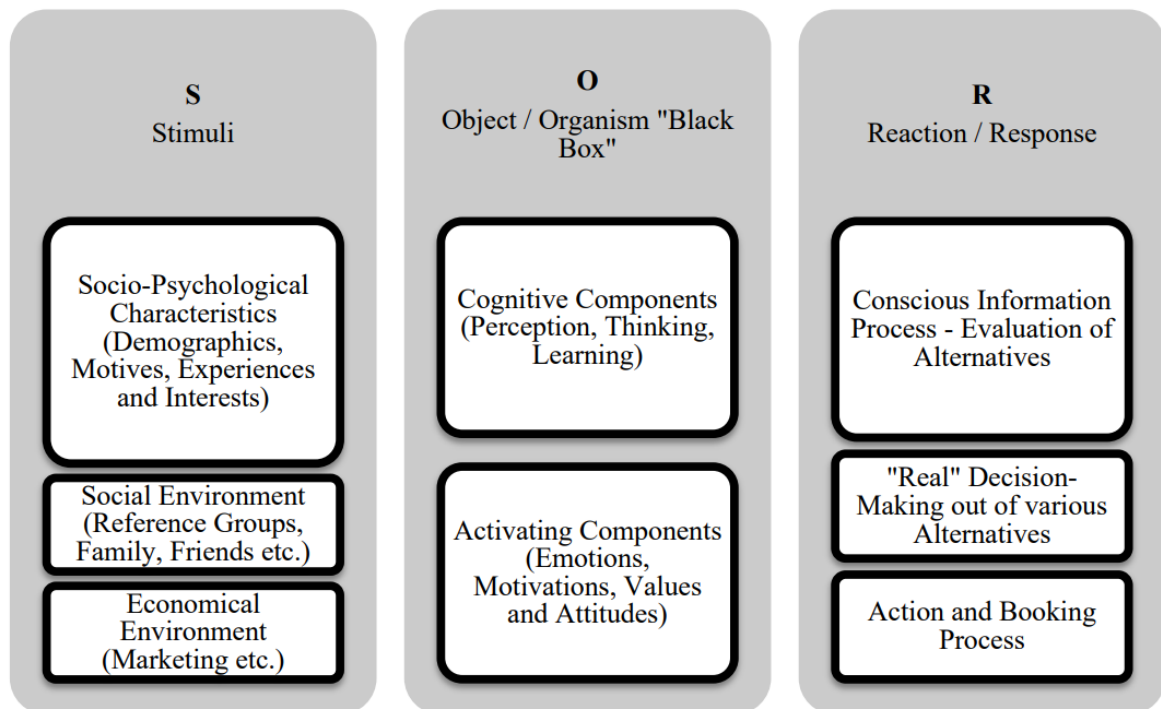 S
Stimuli
Socio-Psychological
Characteristics
(Demographics,
Motives, Experiences
and Interests)
Social Environment
(Reference Groups,
Family, Friends etc.)
Economical
Environment
(Marketing etc.)
O
Object / Organism "Black
Box"
Cognitive Components
(Perception, Thinking,
Learning)
Activating Components
(Emotions,
Motivations, Values
and Attitudes)
R
Reaction / Response
Conscious Information
Process - Evaluation of
Alternatives
"Real" Decision-
Making out of various
Alternatives
Action and Booking
Process